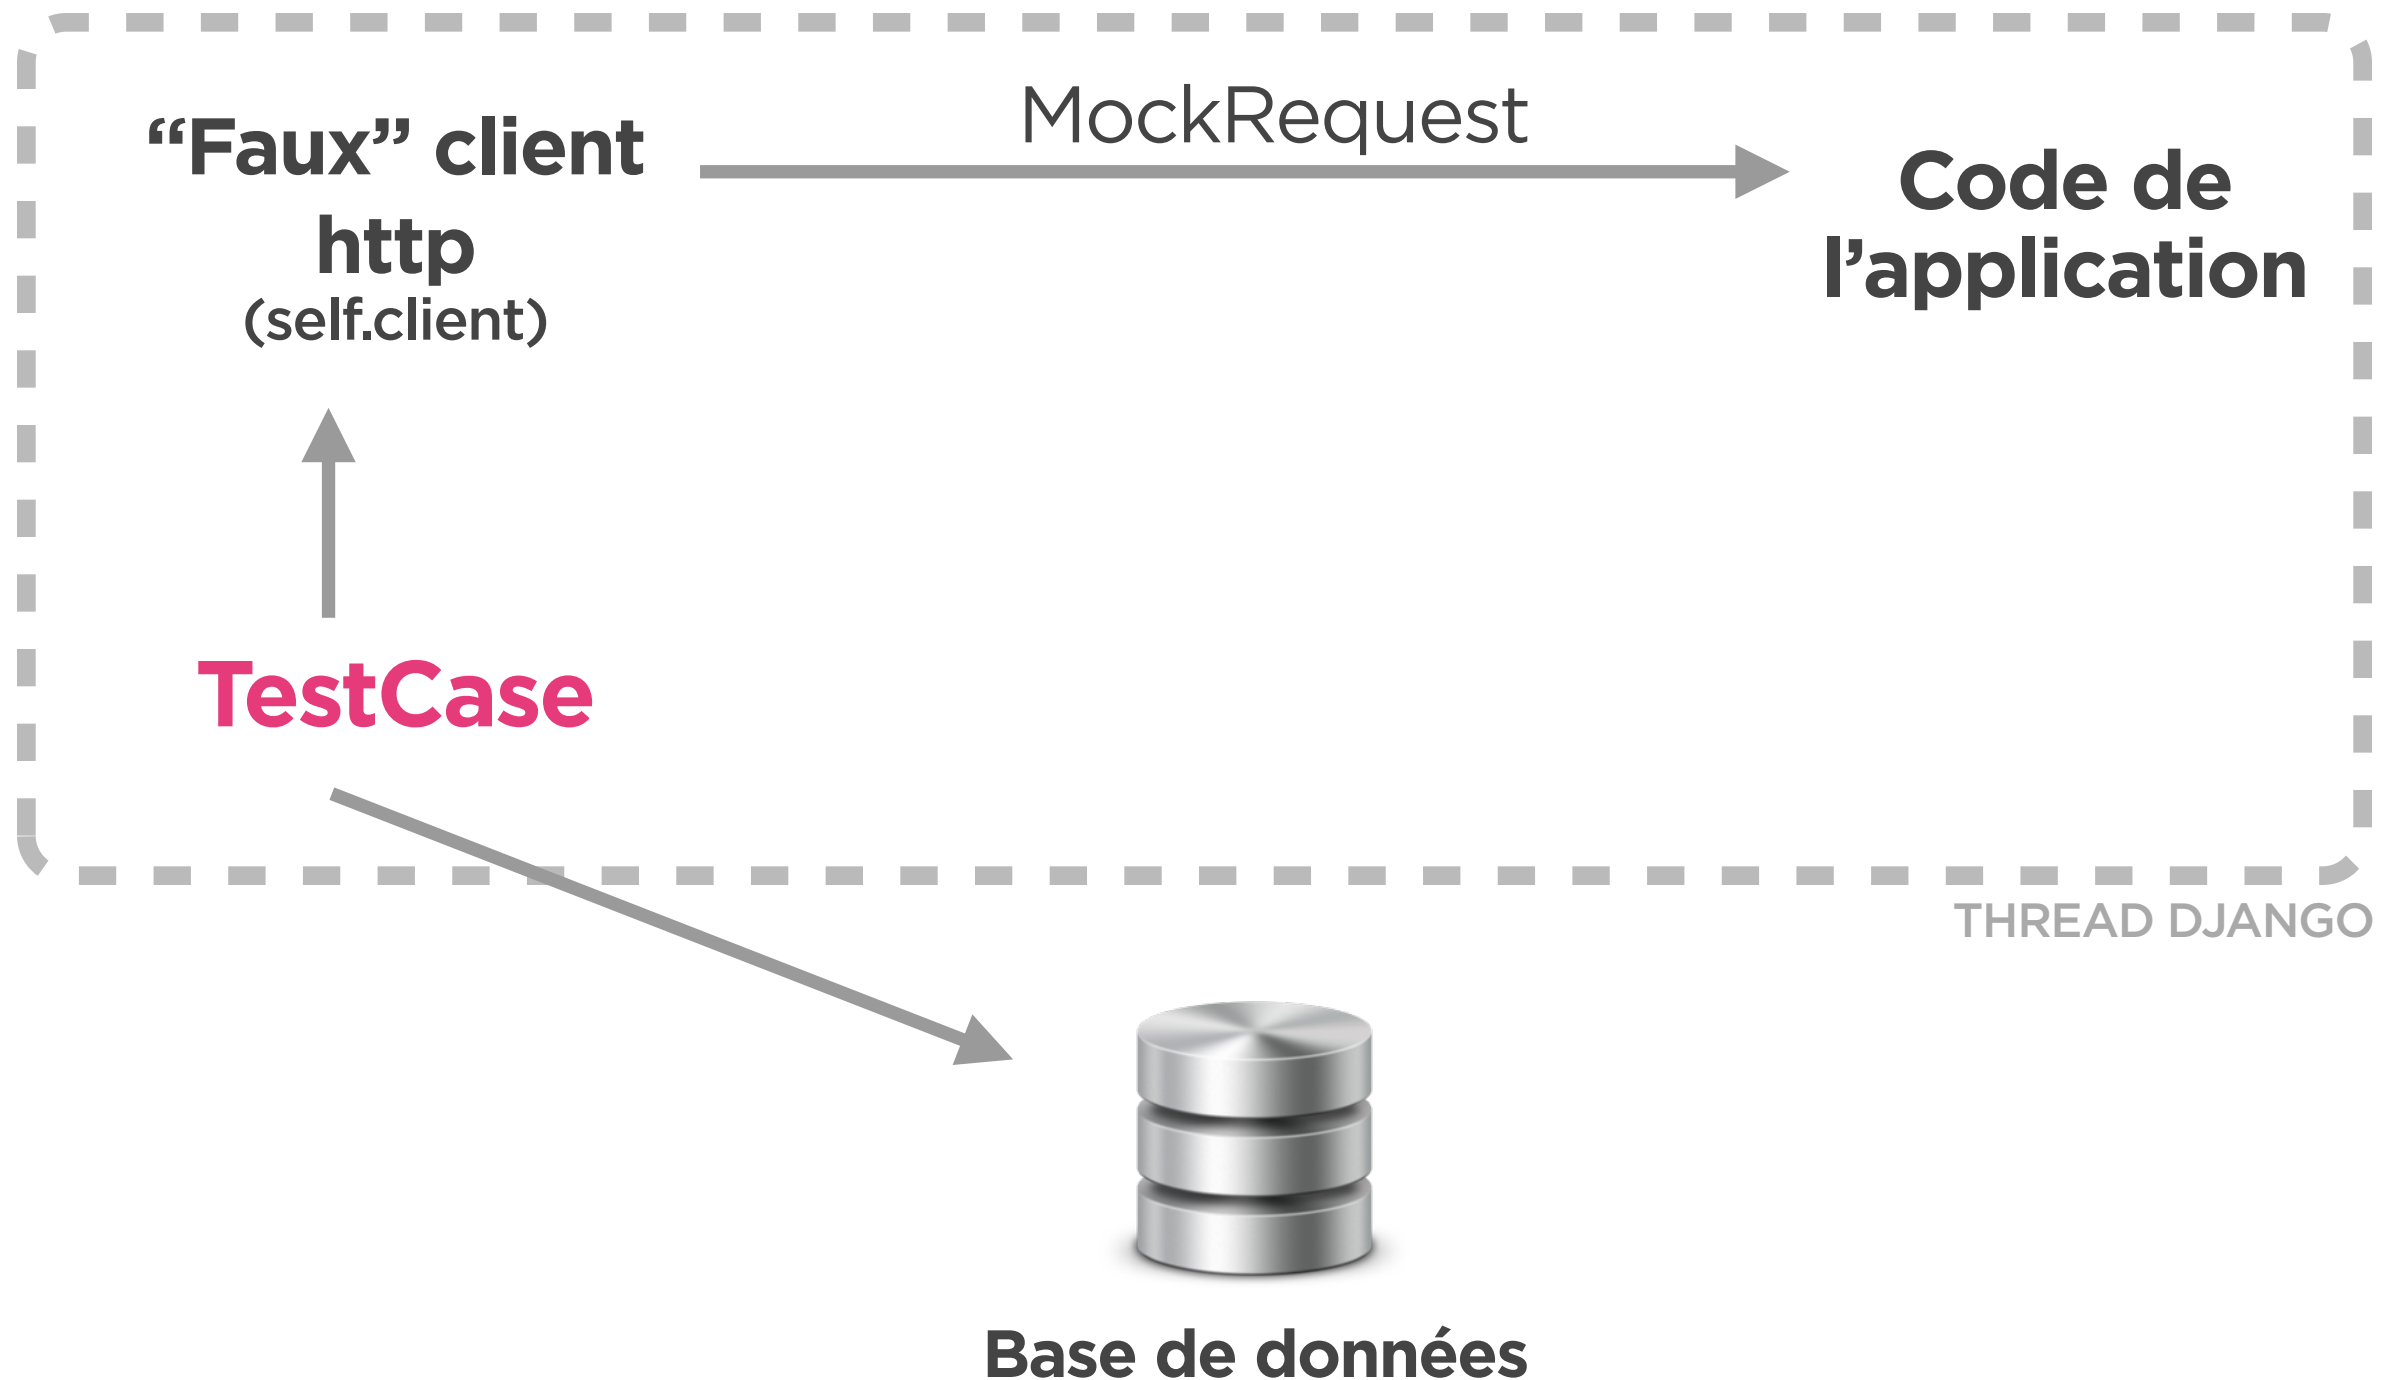 “Faux” client
http
(self.client)
MockRequest
Code de
l’application
TestCase
THREAD DJANGO
Base de données